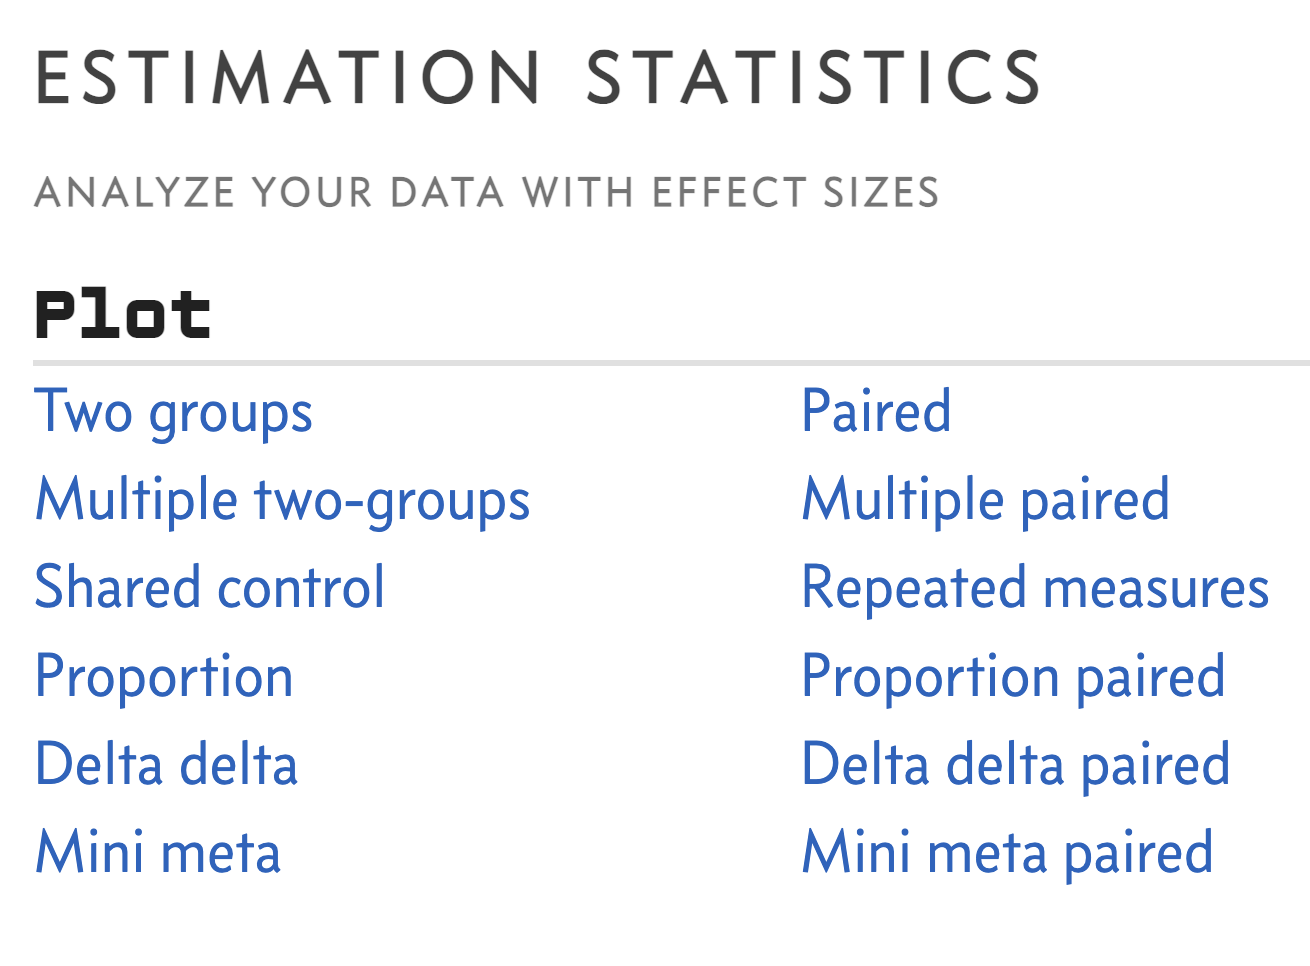 ESTIMATION STATISTICS
ANALYZE YOUR DATA WITH EFFECT SIZES
Plot
Two groups
Paired
Multiple two-groups
Multiple paired
Shared control
Repeated measures
Proportion
Proportion paired
Delta delta
Delta delta paired
Mini meta
Mini meta paired